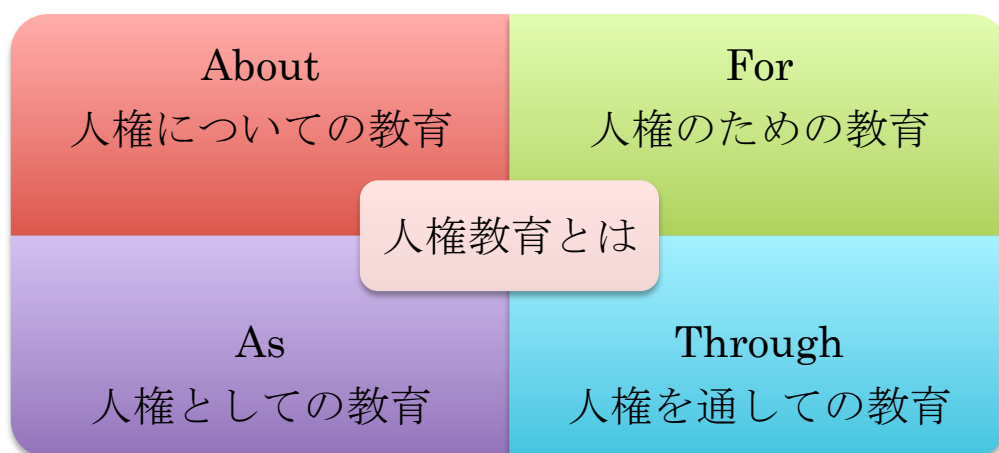 About
人権についての教育
For
人権のための教育
人権教育とは
As
人権としての教育
Through
人権を通しての教育